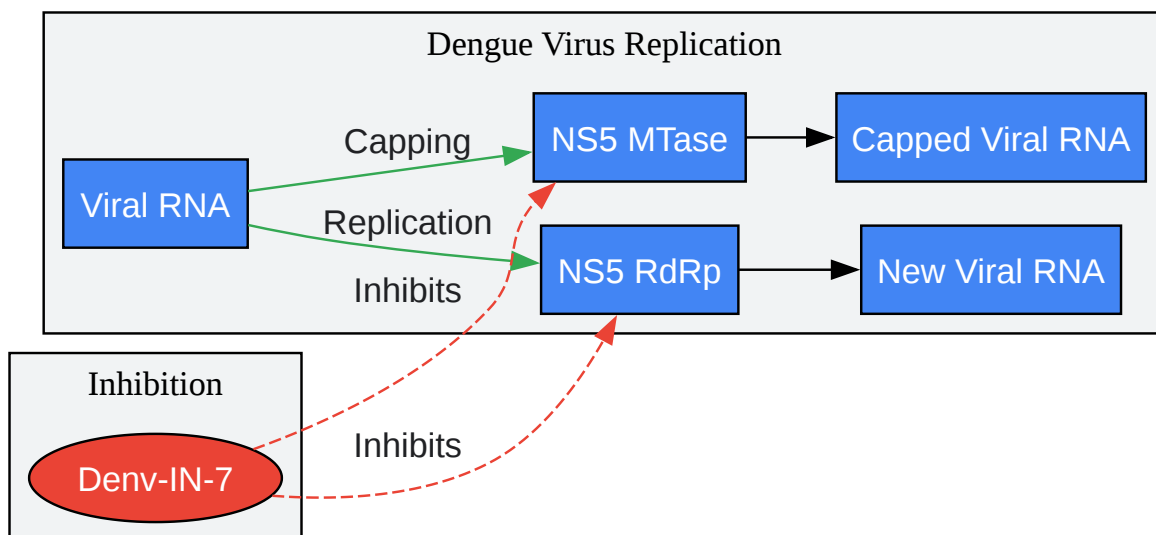 Dengue Virus Replication
Viral RNA
Capping
NS5 MTase
Capped Viral RNA
Replication
NS5 RdRp
New Viral RNA
Inhibits
Inhibition
Denv-IN-7
Inhibits